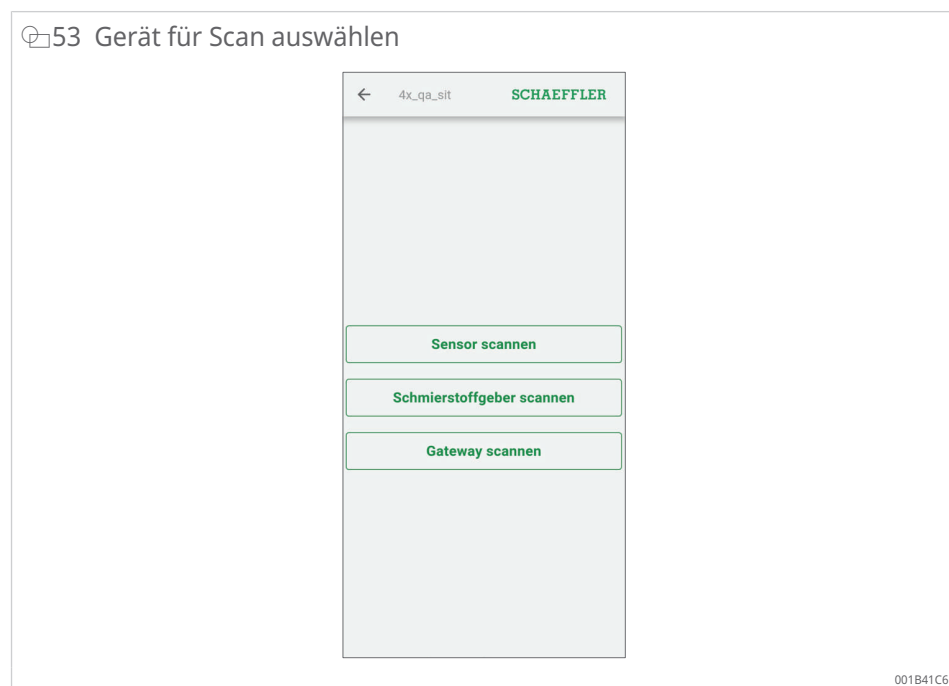 53 Gerät für Scan auswählen
4x_qa_sit SCHAEFFLER
Sensor scannen
Schmierstoffgeber scannen
Gateway scannen
001B41C6